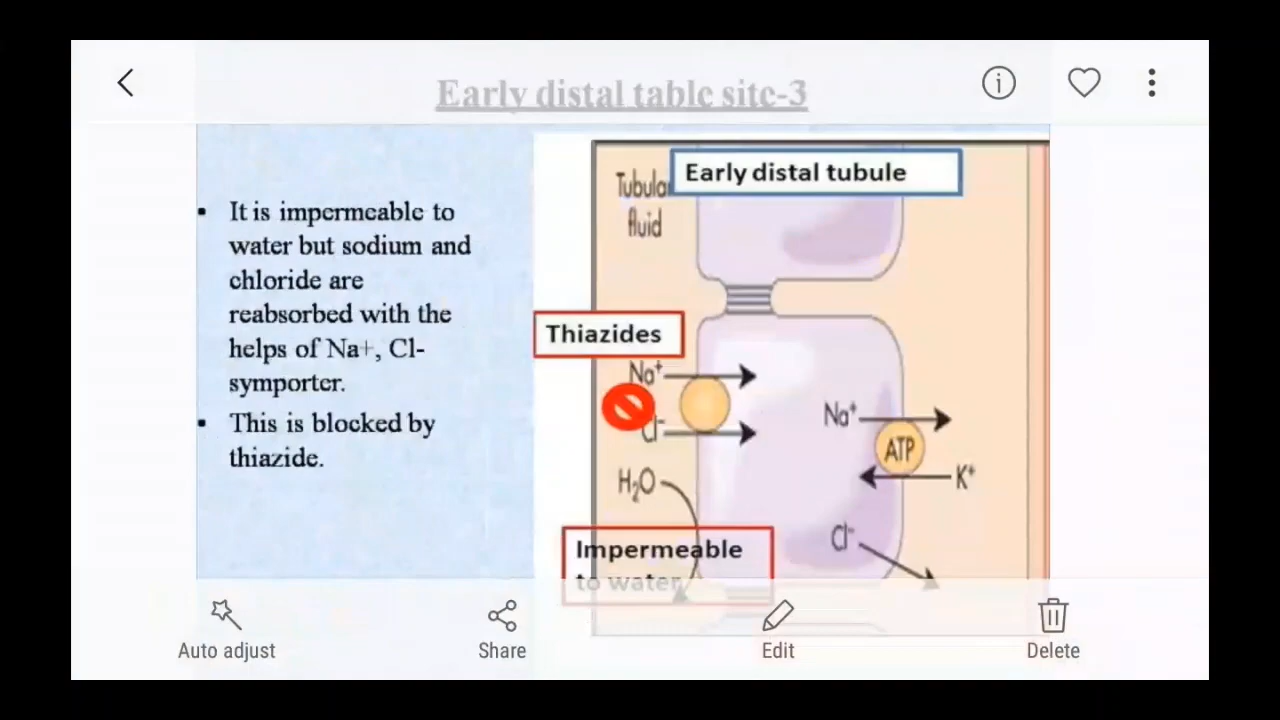 Early distal table site-3
It is impermeable to
water but sodium and
chloride are
reabsorbed with the
helps of Na+, Cl-
symporter.
This is blocked by
thiazide.
Early distal tubule
Tubular
fluid
Thiazides
Na⁺
Cl⁻
H₂O
Impermeable
to water
Na⁺
ATP
K⁺
Cl⁻
Auto adjust
Share
Edit
Delete